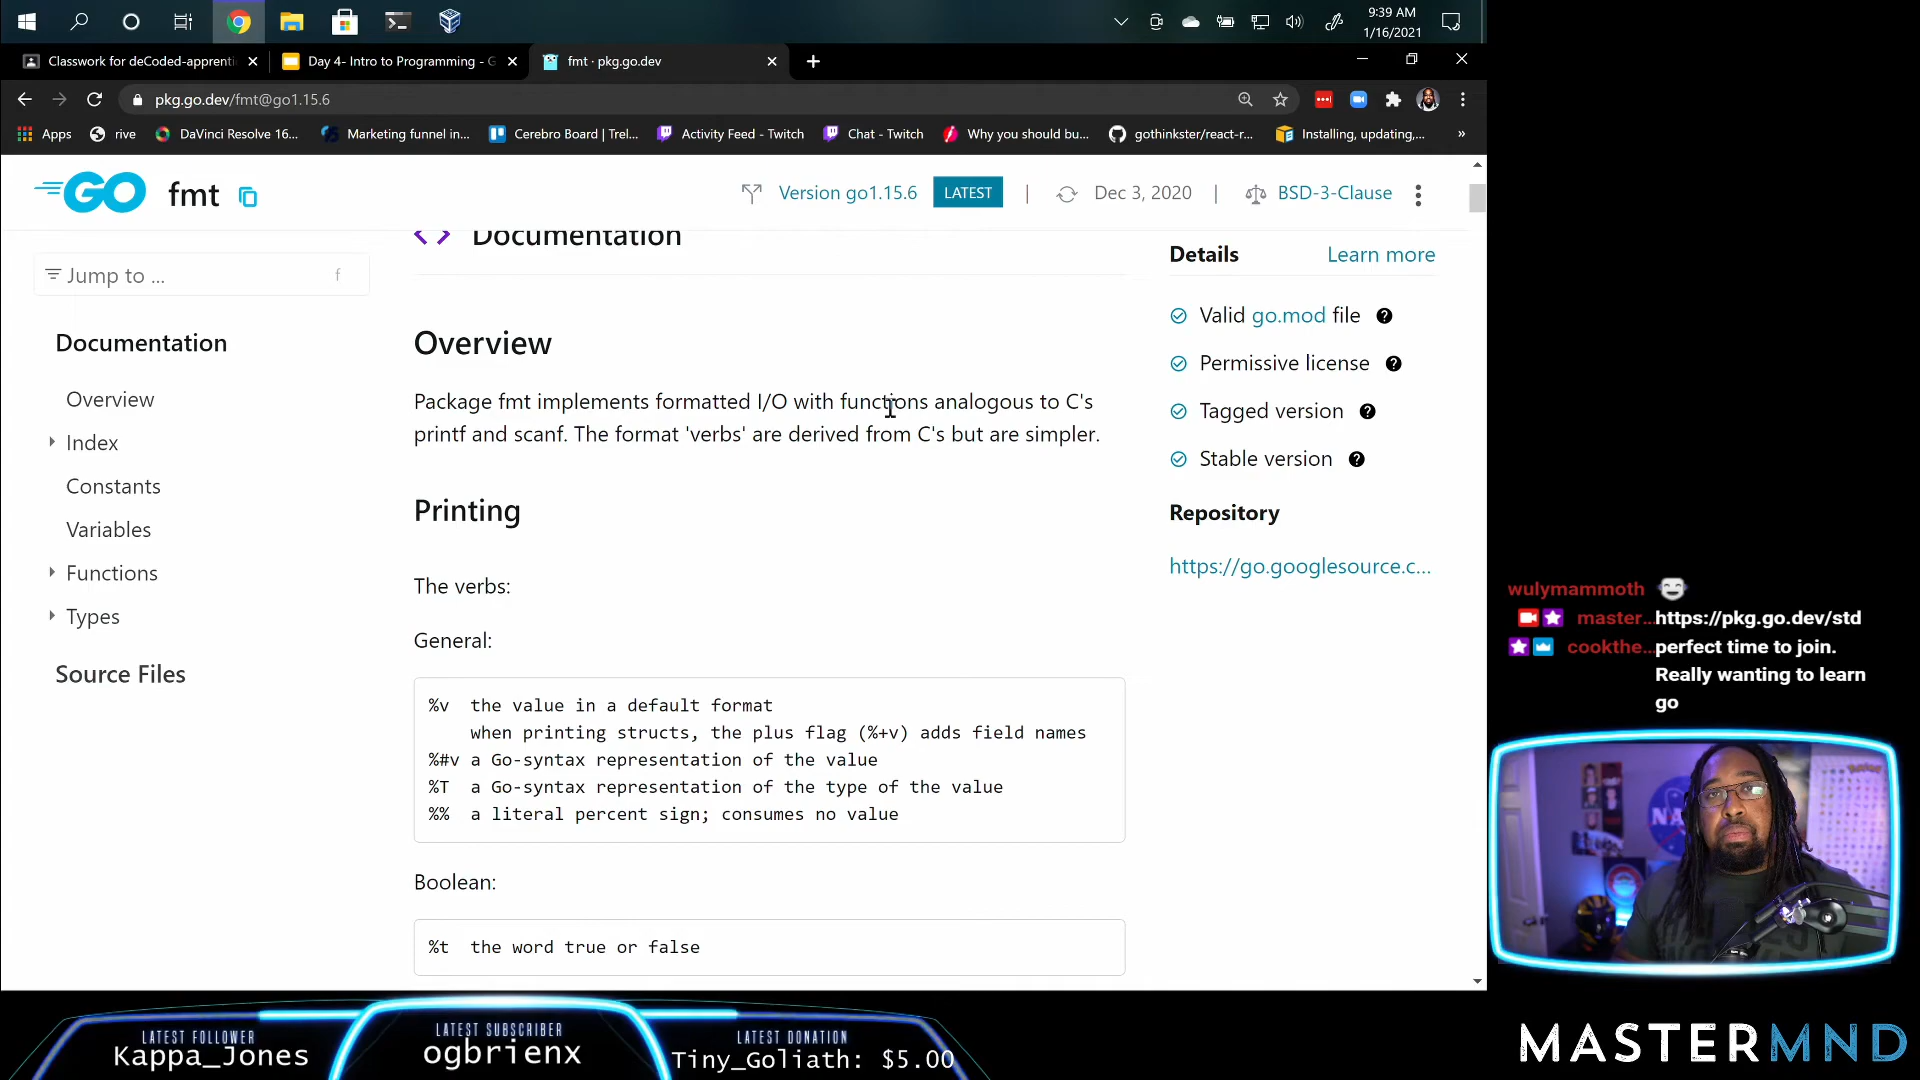 9:39 AM
1/16/2021
Classwork for deCoded-apprenti
Day 4- Intro to Programming - G
fmt · pkg.go.dev
pkg.go.dev/fmt@go1.15.6
Apps
rive
DaVinci Resolve 16...
Marketing funnel in...
Cerebro Board | Trel...
Activity Feed - Twitch
Chat - Twitch
Why you should bu...
gothinkster/react-r...
Installing, updating,...
»
GO
fmt
Version go1.15.6
LATEST
|
Dec 3, 2020
|
BSD-3-Clause
Jump to ...
f
Documentation
Overview
Index
Constants
Variables
Functions
Types
Source Files
Documentation
Overview
Package fmt implements formatted I/O with functions analogous to C's
printf and scanf. The format 'verbs' are derived from C's but are simpler.
Printing
The verbs:
General:
%v the value in a default format
when printing structs, the plus flag (%+v) adds field names
%#v a Go-syntax representation of the value
%T a Go-syntax representation of the type of the value
%% a literal percent sign; consumes no value
Boolean:
%t the word true or false
Details
Learn more
Valid go.mod file
Permissive license
Tagged version
Stable version
Repository
https://go.googlesource.c...
wulymammoth
master... https://pkg.go.dev/std
cookthe... perfect time to join.
Really wanting to learn
go
LATEST FOLLOWER
Kappa_Jones
LATEST SUBSCRIBER
ogbrienx
LATEST DONATION
Tiny_Goliath: $5.00
MASTERMND